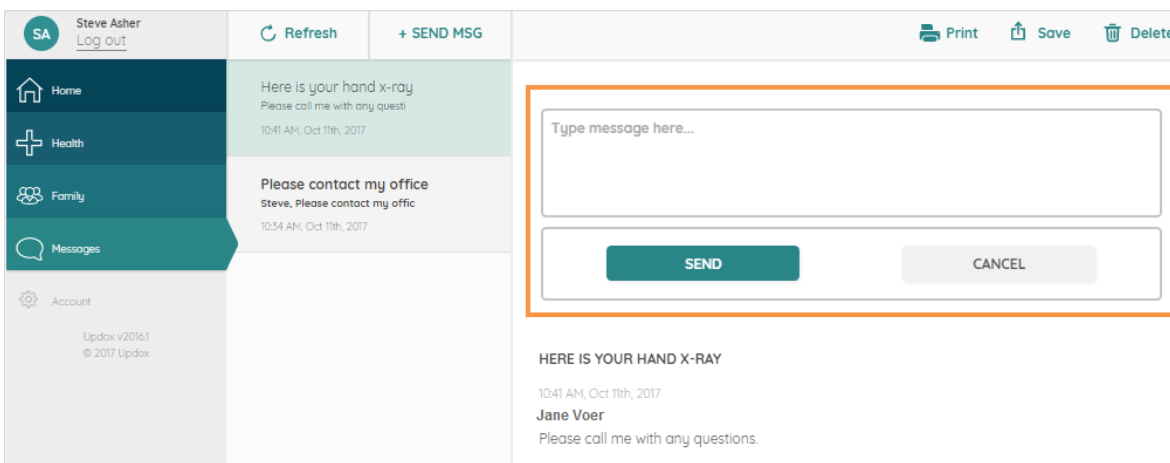 SA
Steve Asher
Log out
Home
Health
Family
Messages
Account
Updox v2016.1
© 2017 Updox
Refresh
+ SEND MSG
Here is your hand x-ray
Please call me with any questi
10:41 AM, Oct 11th, 2017
Please contact my office
Steve, Please contact my offic
10:34 AM, Oct 11th, 2017
Print
Save
Delete
Type message here...
SEND
CANCEL
HERE IS YOUR HAND X-RAY
10:41 AM, Oct 11th, 2017
Jane Voer
Please call me with any questions.